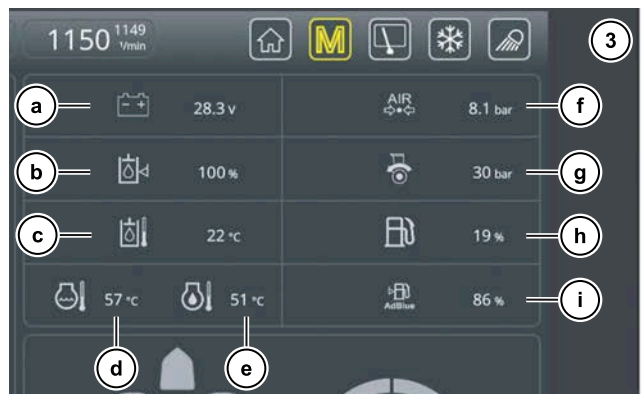 1150 1149 1/min M 3
a - + 28.3 v AIR 8.1 bar f
b 100 % 30 bar g
c 22 °C 19 % h
57 °C 51 °C AdBlue 86 % i
d e